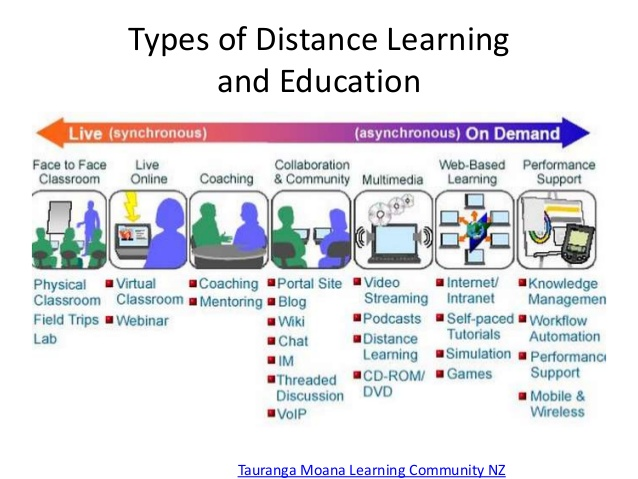 Types of Distance Learning
and Education
Live (synchronous)
(asynchronous) On Demand
Face to Face
Classroom
Live
Online
Coaching
Collaboration
& Community
Multimedia
Web-Based
Learning
Performance
Support
Physical
Classroom
Field Trips
Lab
Virtual
Classroom
Webinar
Coaching
Mentoring
Portal Site
Blog
Wiki
Chat
IM
Threaded
Discussion
VoIP
Video
Streaming
Podcasts
Distance
Learning
CD-ROM/
DVD
Internet/
Intranet
Self-paced
Tutorials
Simulation
Games
Knowledge
Managemen
Workflow
Automation
Performance
Support
Mobile &
Wireless
Tauranga Moana Learning Community NZ